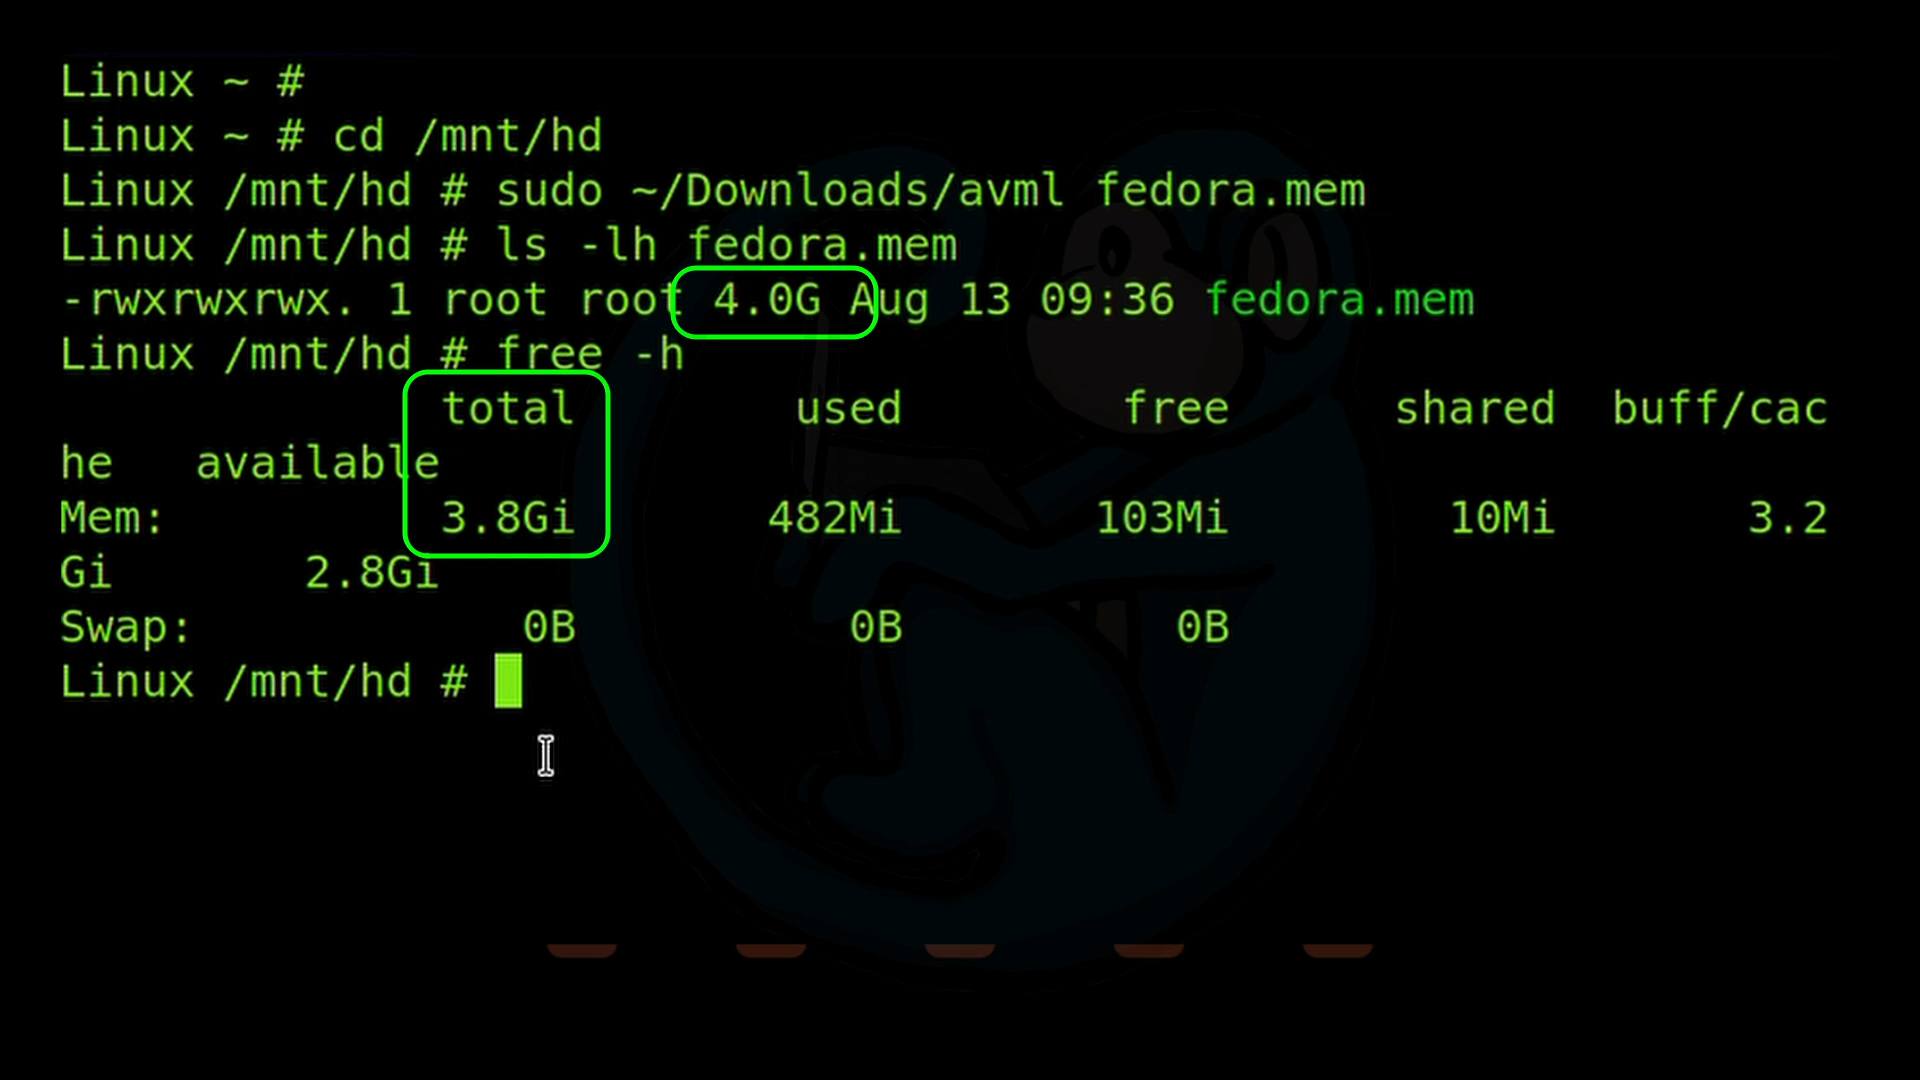 Linux ~ #
Linux ~ # cd /mnt/hd
Linux /mnt/hd # sudo ~/Downloads/avml fedora.mem
Linux /mnt/hd # ls -lh fedora.mem
-rwxrwxrwx. 1 root root 4.0G Aug 13 09:36 fedora.mem
Linux /mnt/hd # free -h
total used free shared buff/cac
he available
Mem: 3.8Gi 482Mi 103Mi 10Mi 3.2
Gi 2.8Gi
Swap: 0B 0B 0B
Linux /mnt/hd #